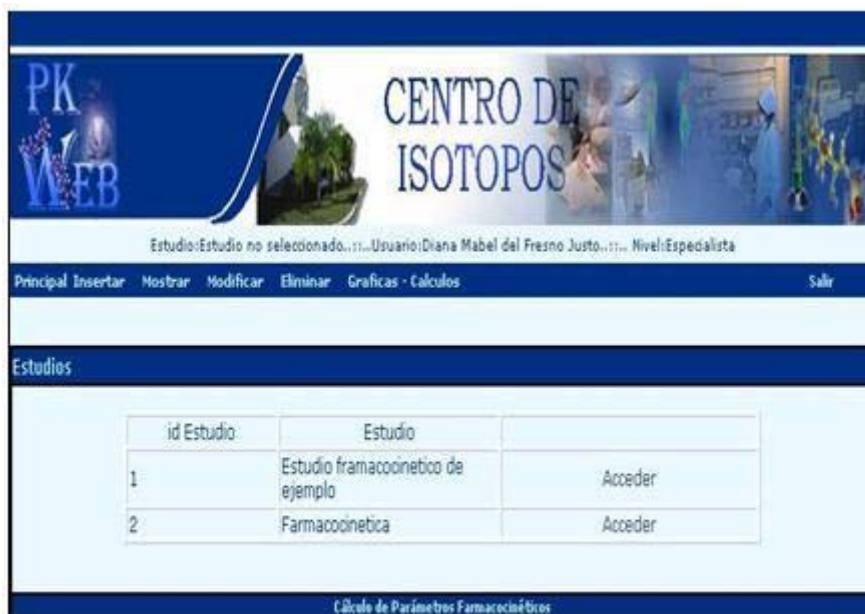 PK
WEB
CENTRO DE
ISOTOPOS
Estudio:Estudio no seleccionado..::..Usuario:Diana Mabel del Fresno Justo..::.. Nivel:Especialista
Principal Insertar Mostrar Modificar Eliminar Graficas - Calculos Salir
Estudios
id Estudio Estudio
1 Estudio framacocinetico de
ejemplo Acceder
2 Farmacocinetica Acceder
Cálculo de Parámetros Farmacocinéticos